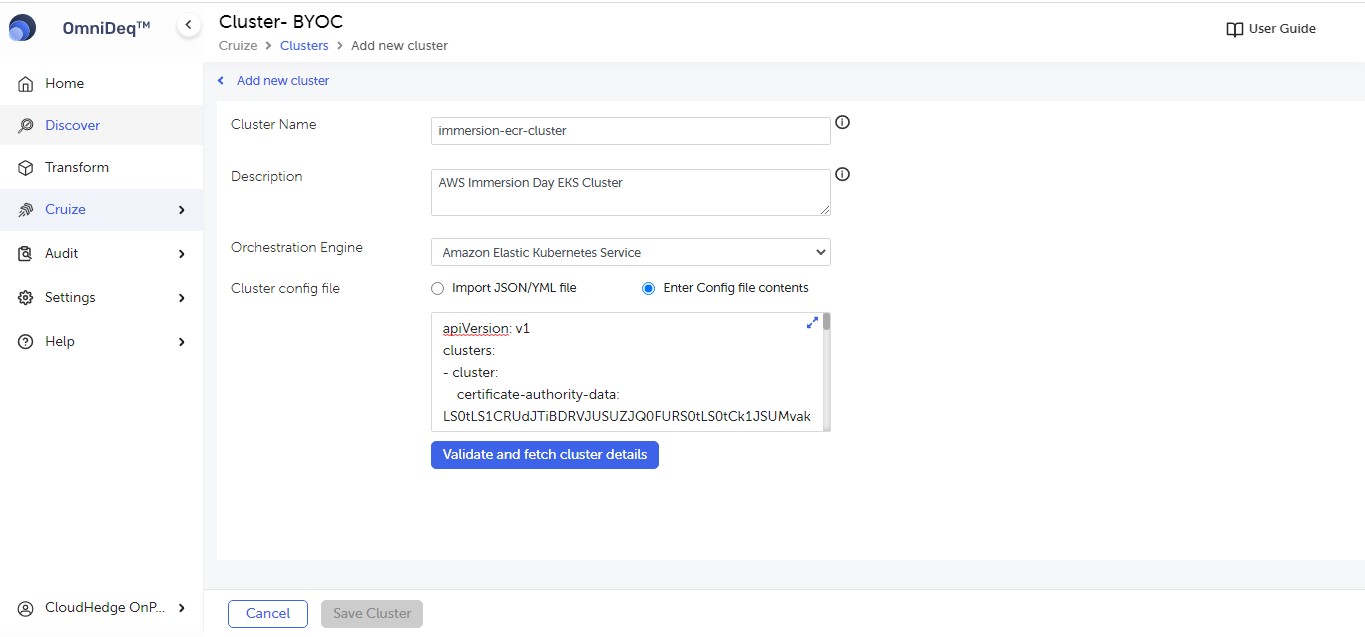 OmniDeq™
Home
Discover
Transform
Cruize
Audit
Settings
Help
CloudHedge OnP...
Cluster- BYOC
Cruize > Clusters > Add new cluster
User Guide
Add new cluster
Cluster Name
immersion-ecr-cluster
Description
AWS Immersion Day EKS Cluster
Orchestration Engine
Amazon Elastic Kubernetes Service
Cluster config file
Import JSON/YML file
Enter Config file contents
apiVersion: v1
clusters:
- cluster:
certificate-authority-data:
LS0tLS1CRUdJTiBDRVJUSUZJQ0FURS0tLS0tCk1JSUMvak
Validate and fetch cluster details
Cancel
Save Cluster